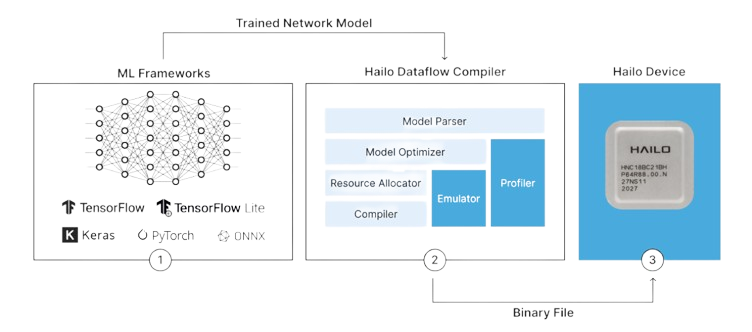 Trained Network Model
ML Frameworks
TensorFlow
TensorFlow Lite
Keras
PyTorch
ONNX
1
Hailo Dataflow Compiler
Model Parser
Model Optimizer
Resource Allocator
Compiler
Emulator
Profiler
2
Hailo Device
HAILO
HNC16BC21BH
P64R88.00.N
27NS11
2027
3
Binary File